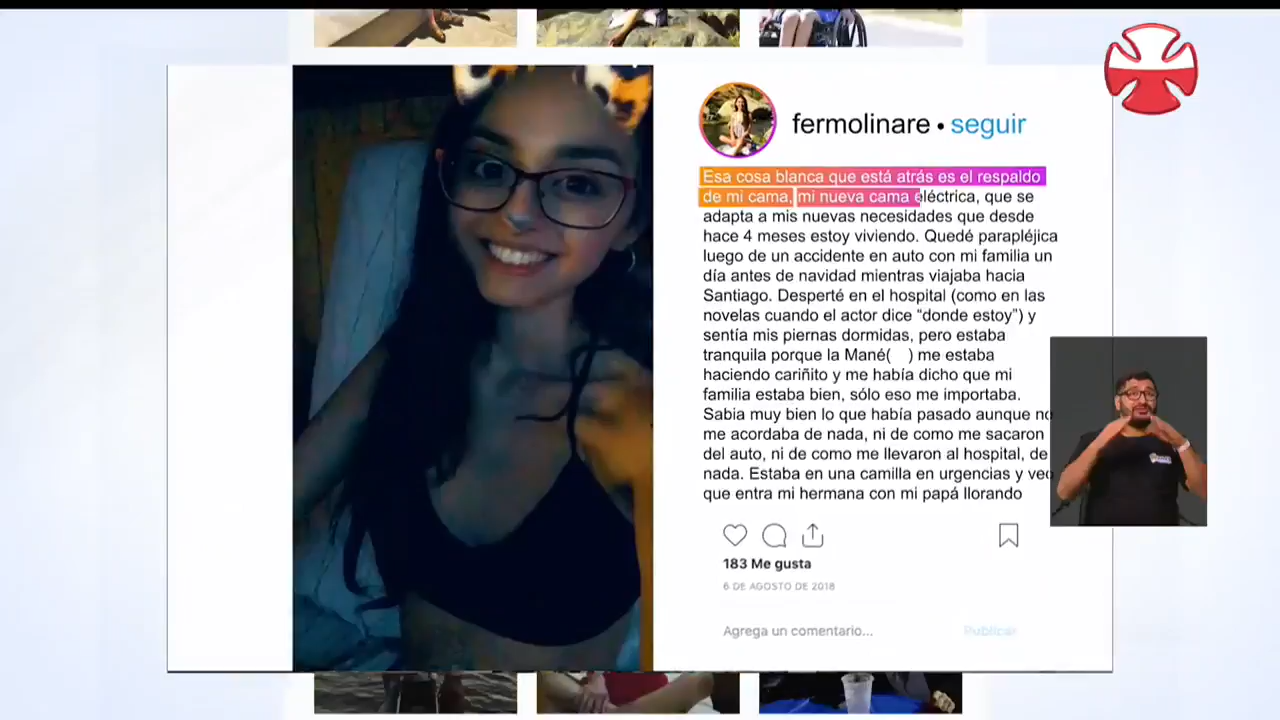 fermolinare • seguir
Esa cosa blanca que está atrás es el respaldo
de mi cama, mi nueva cama eléctrica, que se
adapta a mis nuevas necesidades que desde
hace 4 meses estoy viviendo. Quedé parapléjica
luego de un accidente en auto con mi familia un
día antes de navidad mientras viajaba hacia
Santiago. Desperté en el hospital (como en las
novelas cuando el actor dice “donde estoy”) y
sentía mis piernas dormidas, pero estaba
tranquila porque la Mané( ) me estaba
haciendo cariñito y me había dicho que mi
familia estaba bien, sólo eso me importaba.
Sabia muy bien lo que había pasado aunque no
me acordaba de nada, ni de como me sacaron
del auto, ni de como me llevaron al hospital, de
nada. Estaba en una camilla en urgencias y veo
que entra mi hermana con mi papá llorando
183 Me gusta
6 DE AGOSTO DE 2018
Agrega un comentario...
Publicar